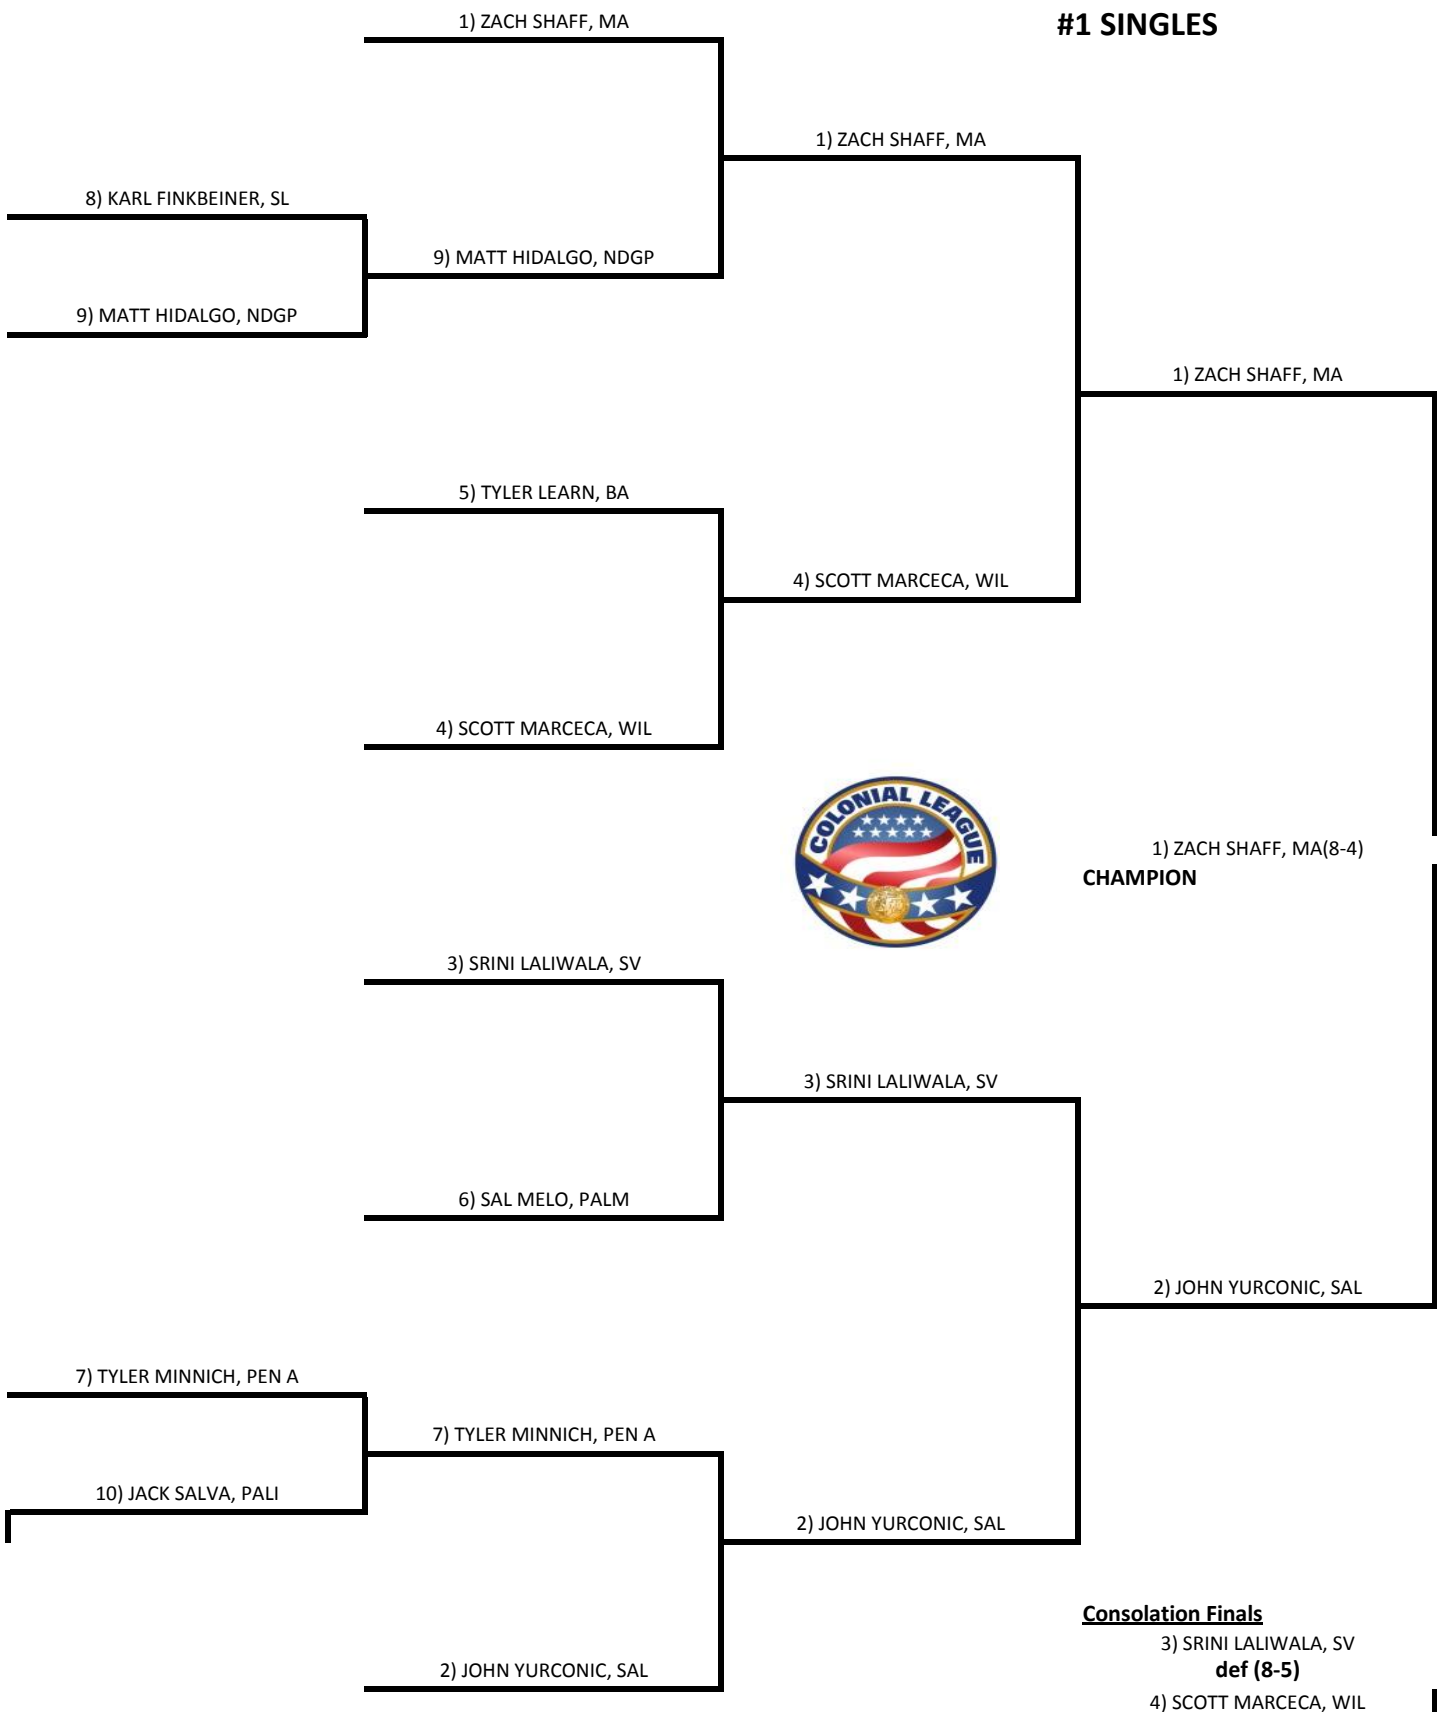 1) ZACH SHAFF, MA
#1 SINGLES
1) ZACH SHAFF, MA
8) KARL FINKBEINER, SL
9) MATT HIDALGO, NDGP
9) MATT HIDALGO, NDGP
1) ZACH SHAFF, MA
5) TYLER LEARN, BA
4) SCOTT MARCECA, WIL
4) SCOTT MARCECA, WIL
COLONIAL LEAGUE
1) ZACH SHAFF, MA(8-4)
CHAMPION
3) SRINI LALIWALA, SV
3) SRINI LALIWALA, SV
6) SAL MELO, PALM
2) JOHN YURCONIC, SAL
7) TYLER MINNICH, PEN A
7) TYLER MINNICH, PEN A
10) JACK SALVA, PALI
2) JOHN YURCONIC, SAL
Consolation Finals
3) SRINI LALIWALA, SV
def (8-5)
2) JOHN YURCONIC, SAL
4) SCOTT MARCECA, WIL